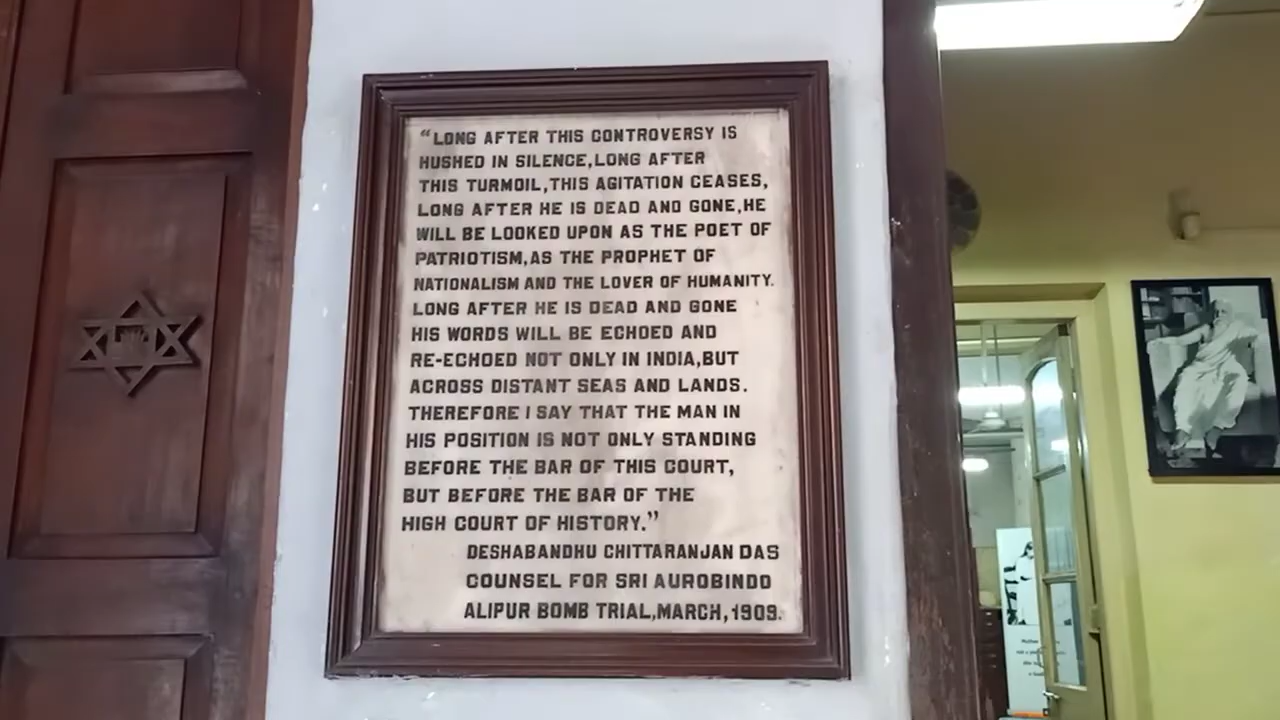 “LONG AFTER THIS CONTROVERSY IS
HUSHED IN SILENCE, LONG AFTER
THIS TURMOIL, THIS AGITATION CEASES,
LONG AFTER HE IS DEAD AND GONE, HE
WILL BE LOOKED UPON AS THE POET OF
PATRIOTISM, AS THE PROPHET OF
NATIONALISM AND THE LOVER OF HUMANITY.
LONG AFTER HE IS DEAD AND GONE
HIS WORDS WILL BE ECHOED AND
RE-ECHOED NOT ONLY IN INDIA, BUT
ACROSS DISTANT SEAS AND LANDS.
THEREFORE I SAY THAT THE MAN IN
HIS POSITION IS NOT ONLY STANDING
BEFORE THE BAR OF THIS COURT,
BUT BEFORE THE BAR OF THE
HIGH COURT OF HISTORY.”
DESHABANDHU CHITTARANJAN DAS
COUNSEL FOR SRI AUROBINDO
ALIPUR BOMB TRIAL, MARCH, 1909.